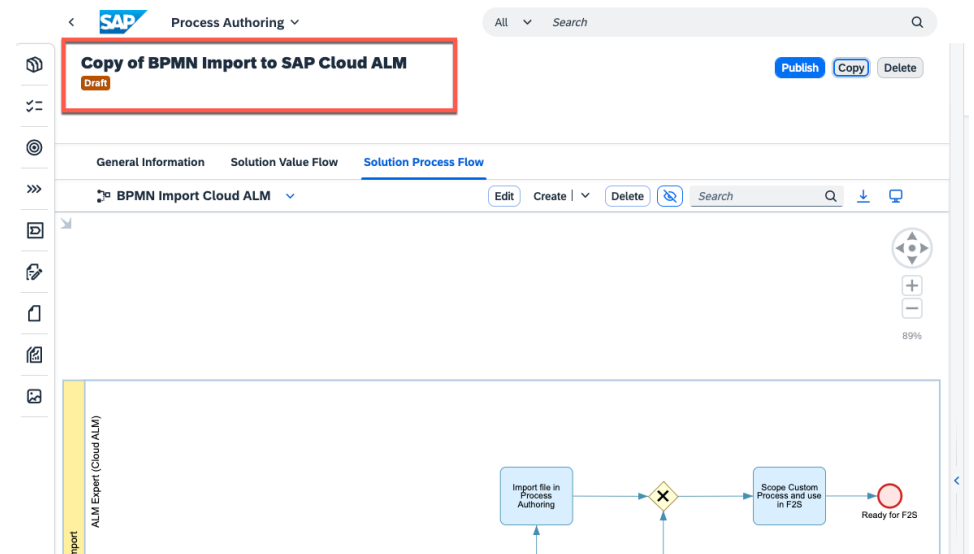 SAP Process Authoring
All Search
Copy of BPMN Import to SAP Cloud ALM
Draft
Publish Copy Delete
General Information Solution Value Flow Solution Process Flow
BPMN Import Cloud ALM Edit Create Delete Search
89%
ALM Expert (Cloud ALM)
Import file in
Process
Authoring
Scope Custom
Process and use
in F2S
Ready for F2S